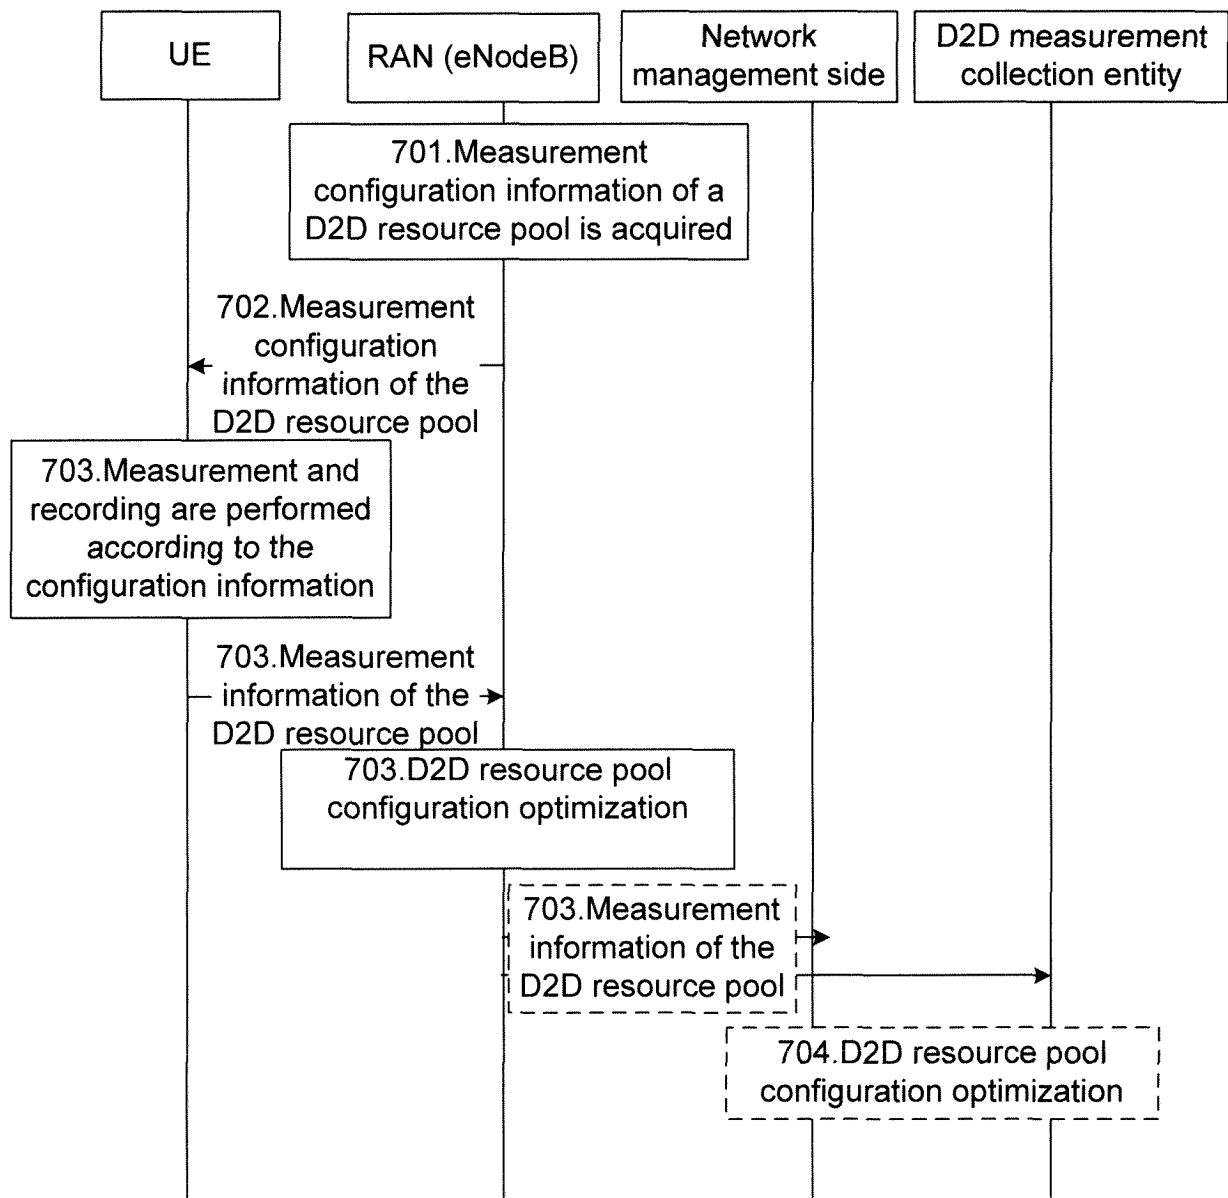 UE
RAN (eNodeB)
Network
management side
D2D measurement
collection entity
701.Measurement
configuration information of a
D2D resource pool is acquired
702.Measurement
configuration
information of the
D2D resource pool
703.Measurement and
recording are performed
according to the
configuration information
703.Measurement
information of the
D2D resource pool
703.D2D resource pool
configuration optimization
703.Measurement
information of the
D2D resource pool
704.D2D resource pool
configuration optimization